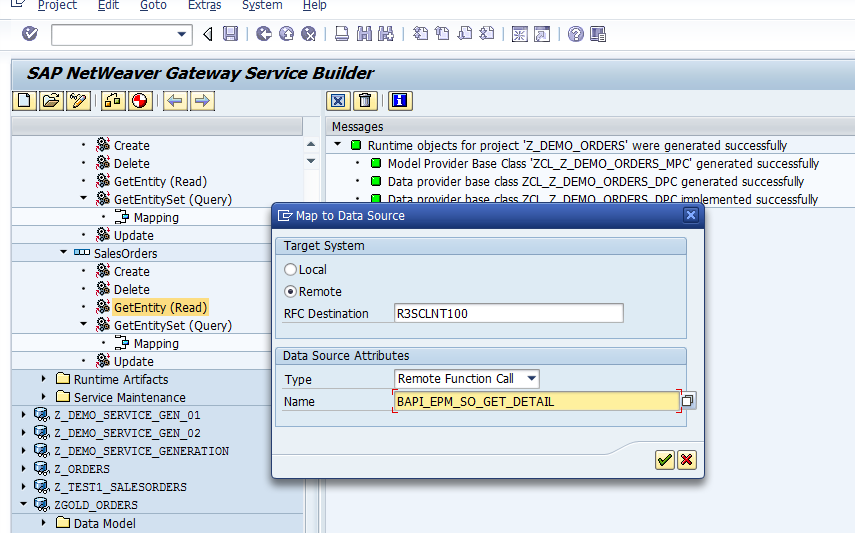 Project Edit Goto Extras System Help
SAP NetWeaver Gateway Service Builder
Messages
Create
Delete
GetEntity (Read)
GetEntitySet (Query)
Mapping
Update
SalesOrders
Create
Delete
GetEntity (Read)
GetEntitySet (Query)
Mapping
Update
Runtime Artifacts
Service Maintenance
Z_DEMO_SERVICE_GEN_01
Z_DEMO_SERVICE_GEN_02
Z_DEMO_SERVICE_GENERATION
Z_ORDERS
Z_TEST1_SALESORDERS
ZGOLD_ORDERS
Data Model
Runtime objects for project 'Z_DEMO_ORDERS' were generated successfully
Model Provider Base Class 'ZCL_Z_DEMO_ORDERS_MPC' generated successfully
Data provider base class ZCL_Z_DEMO_ORDERS_DPC generated successfully
Data provider base class ZCL_Z_DEMO_ORDERS_DPC implemented successfully
Map to Data Source
Target System
Local
Remote
RFC Destination R3SCLNT100
Data Source Attributes
Type Remote Function Call
Name BAPI_EPM_SO_GET_DETAIL